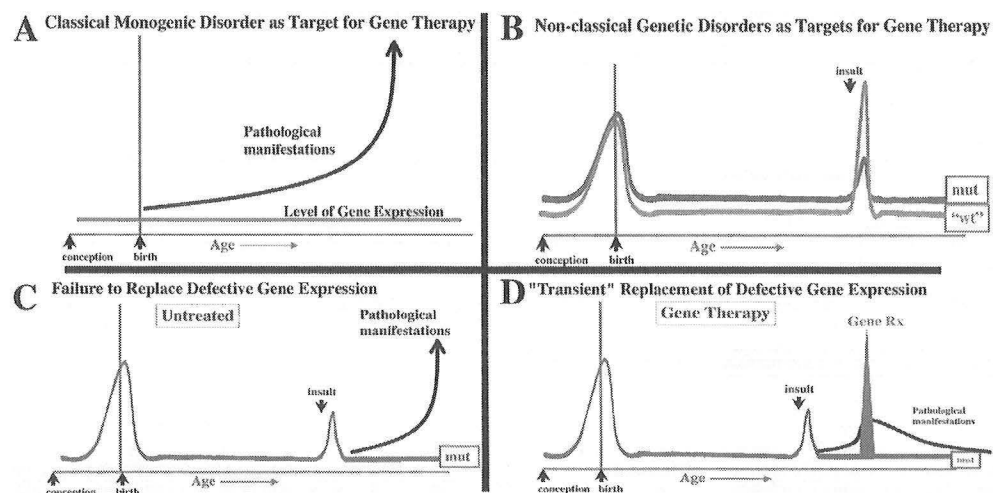 A Classical Monogenic Disorder as Target for Gene Therapy
Pathological
manifestations
Level of Gene Expression
Age
conception birth
B Non-classical Genetic Disorders as Targets for Gene Therapy
insult
mut
"wt"
Age
conception birth
C Failure to Replace Defective Gene Expression
Untreated
Pathological
manifestations
insult
mut
Age
conception birth
D "Transient" Replacement of Defective Gene Expression
Gene Therapy
Gene Rx
insult
Pathological
manifestations
mut
Age
conception birth